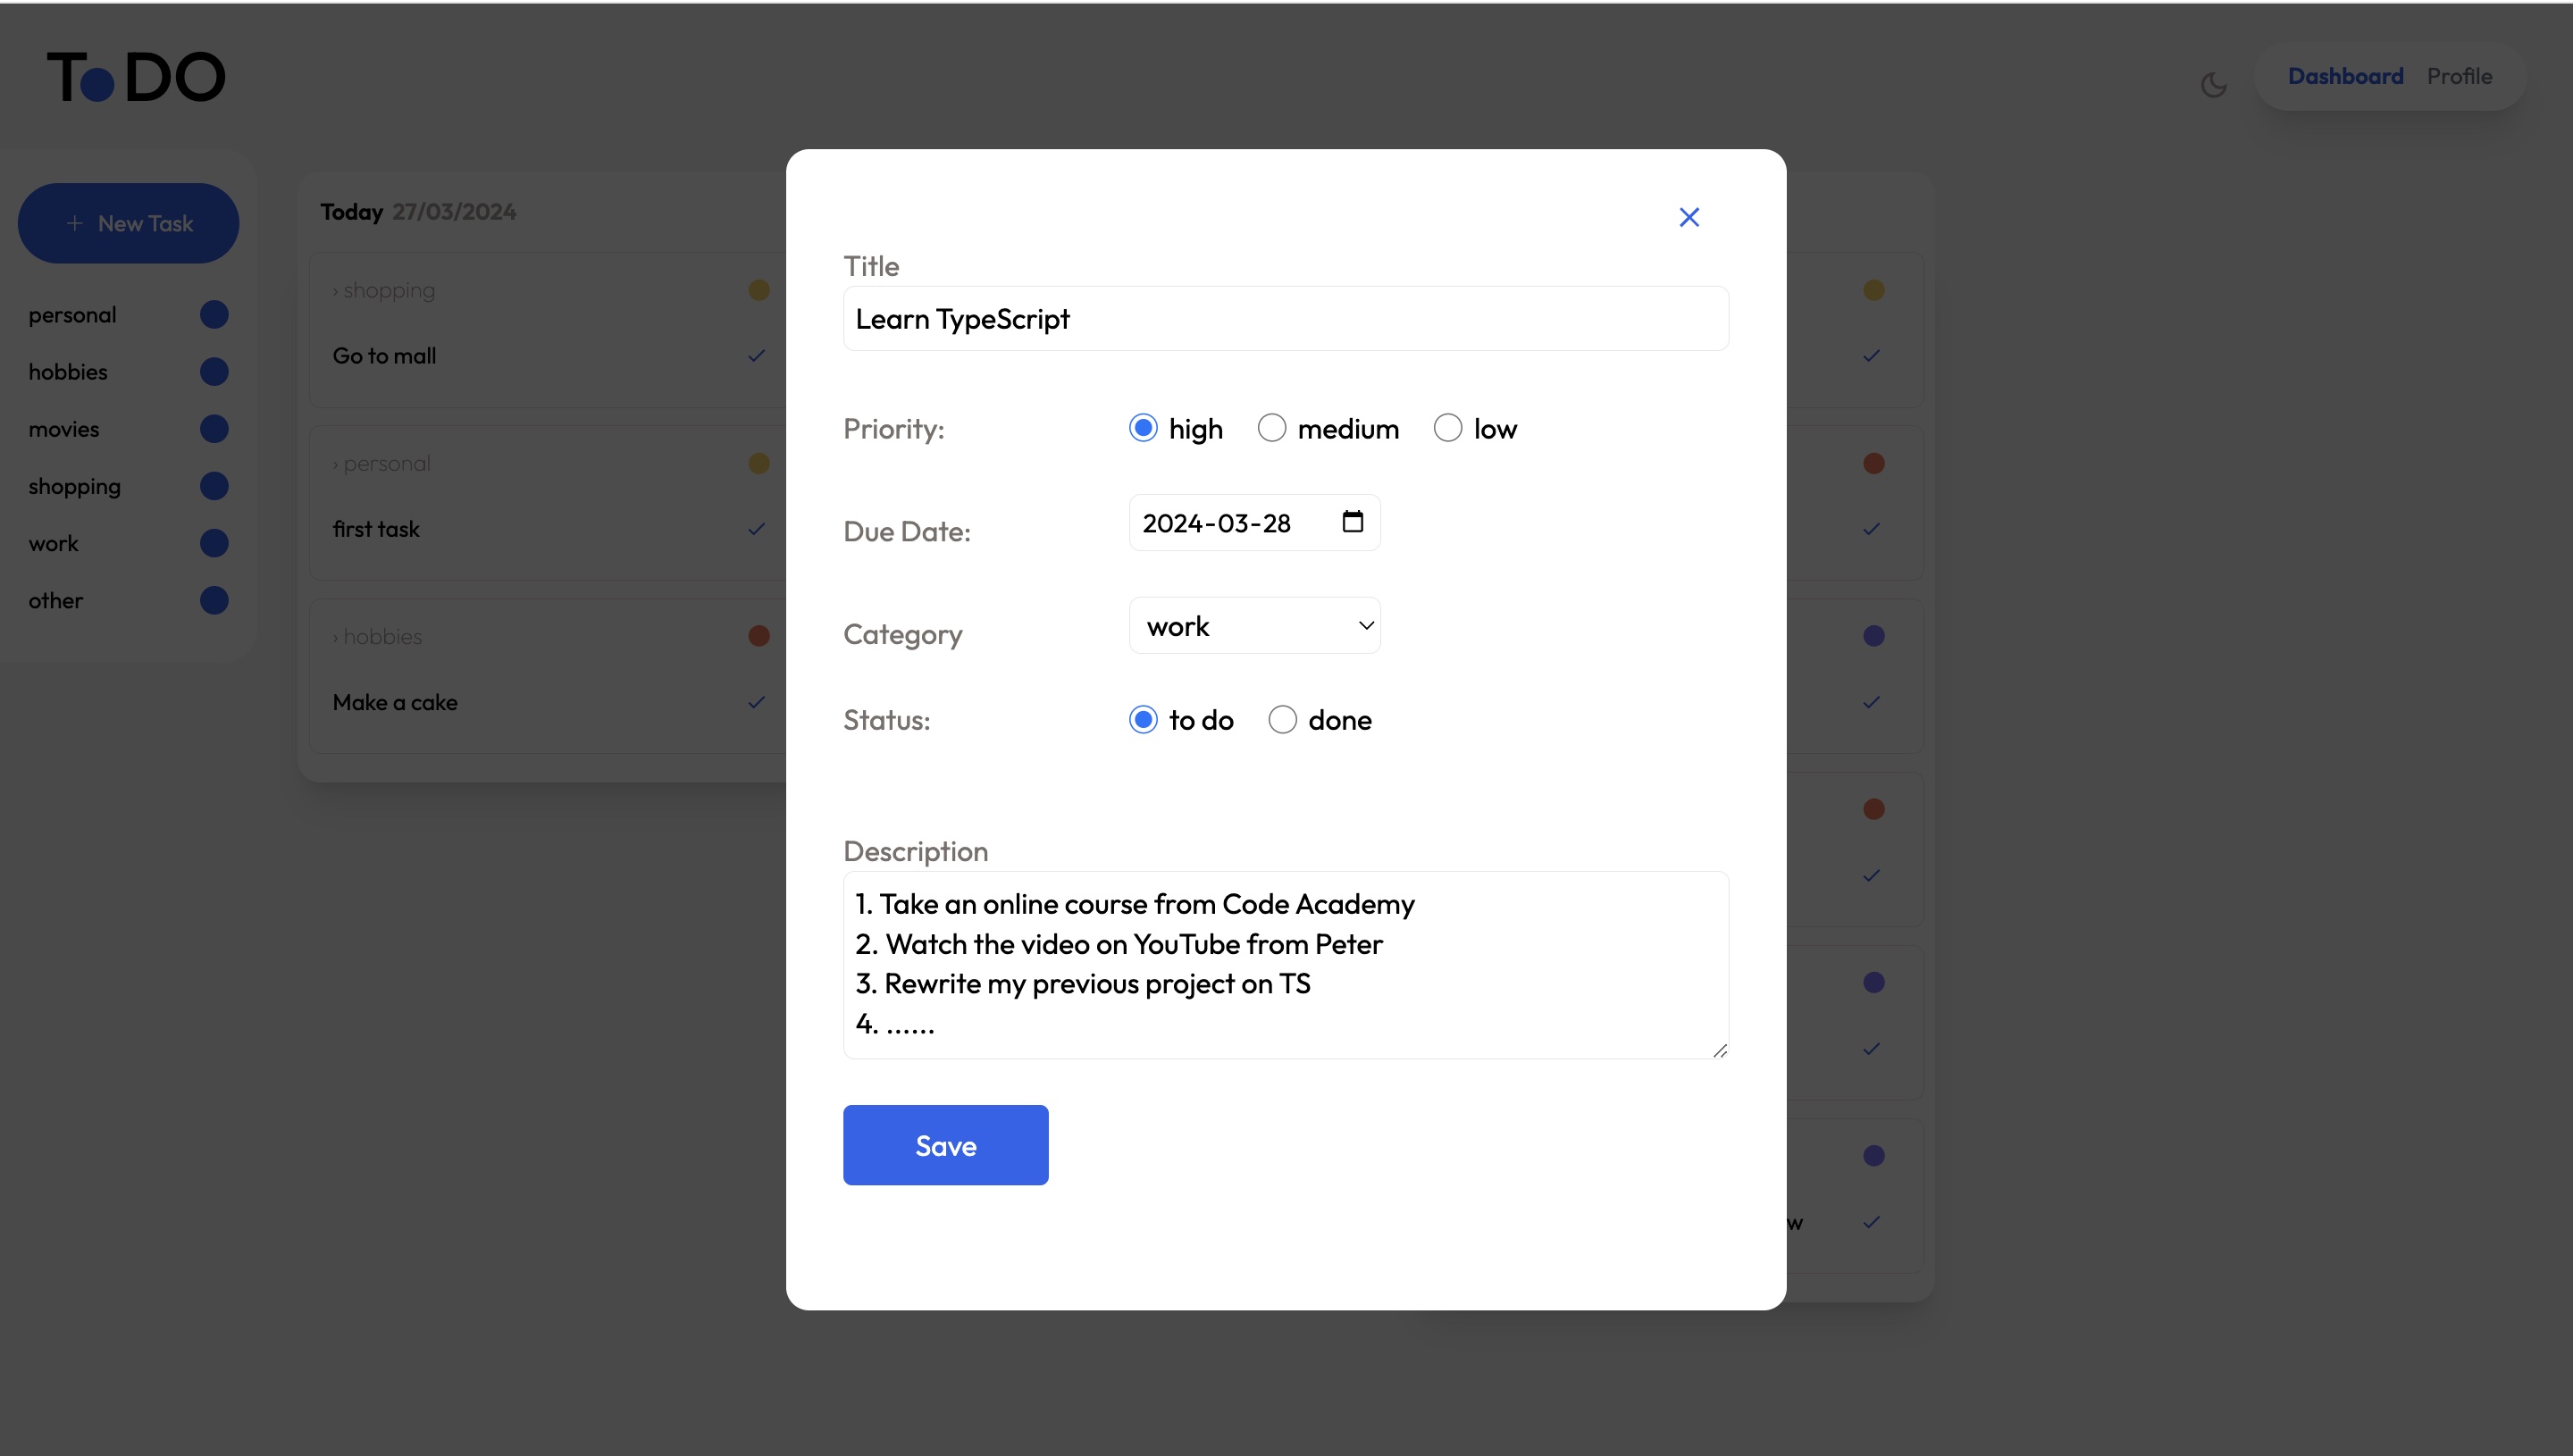 ToDO
Dashboard Profile
+ New Task
personal
hobbies
movies
shopping
work
other
Today 27/03/2024
› shopping
Go to mall
› personal
first task
› hobbies
Make a cake
Title
Learn TypeScript
Priority: high medium low
Due Date: 2024-03-28
Category work
Status: to do done
Description
1. Take an online course from Code Academy
2. Watch the video on YouTube from Peter
3. Rewrite my previous project on TS
4. ......
Save
w